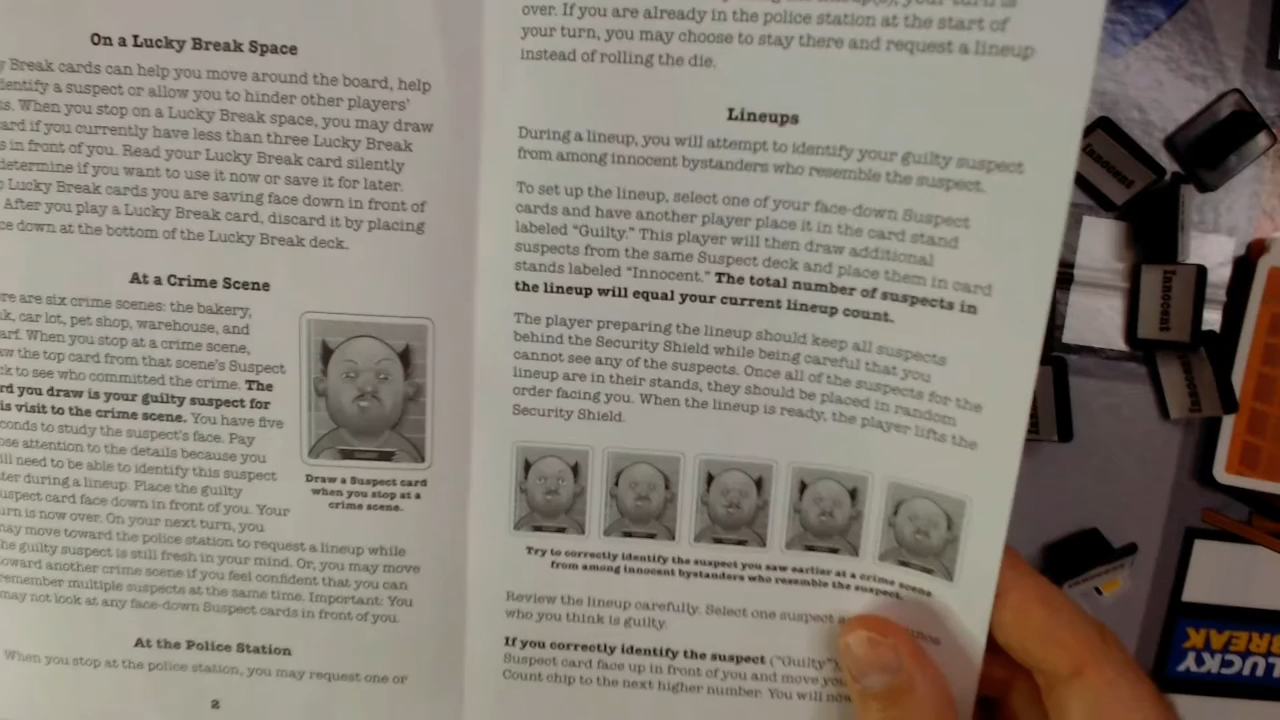 On a Lucky Break Space
y Break cards can help you move around the board, help
dentify a suspect or allow you to hinder other players'
s. When you stop on a Lucky Break space, you may draw
ard if you currently have less than three Lucky Break
s in front of you. Read your Lucky Break card silently
determine if you want to use it now or save it for later.
Lucky Break cards you are saving face down in front of
After you play a Lucky Break card, discard it by placing
ce down at the bottom of the Lucky Break deck.
At a Crime Scene
re are six crime scenes: the bakery,
k, car lot, pet shop, warehouse, and
arf. When you stop at a crime scene,
aw the top card from that scene's Suspect
ck to see who committed the crime. The
rd you draw is your guilty suspect for
is visit to the crime scene. You have five
conds to study the suspect's face. Pay
ose attention to the details because you
ill need to be able to identify this suspect
ter during a lineup. Place the guilty
uspect card face down in front of you. Your
urn is now over. On your next turn, you
may move toward the police station to request a lineup while
he guilty suspect is still fresh in your mind. Or, you may move
oward another crime scene if you feel confident that you can
remember multiple suspects at the same time. Important: You
may not look at any face-down Suspect cards in front of you.
Draw a Suspect card
when you stop at a
crime scene.
At the Police Station
When you stop at the police station, you may request one or
2
over. If you are already in the police station at the start of
your turn, you may choose to stay there and request a lineup
instead of rolling the die.
Lineups
During a lineup, you will attempt to identify your guilty suspect
from among innocent bystanders who resemble the suspect.
To set up the lineup, select one of your face-down Suspect
cards and have another player place it in the card stand
labeled "Guilty." This player will then draw additional
suspects from the same Suspect deck and place them in card
stands labeled "Innocent." The total number of suspects in
the lineup will equal your current lineup count.
The player preparing the lineup should keep all suspects
behind the Security Shield while being careful that you
cannot see any of the suspects. Once all of the suspects for the
lineup are in their stands, they should be placed in random
order facing you. When the lineup is ready, the player lifts the
Security Shield.
Try to correctly identify the suspect you saw earlier at a crime scene
from among innocent bystanders who resemble the suspect.
Review the lineup carefully. Select one suspect
who you think is guilty.
If you correctly identify the suspect ("Guilty")
Suspect card face up in front of you and move
Count chip to the next higher number. You will now
Innocent
Innocent
Innocent
LUCKY
BREAK